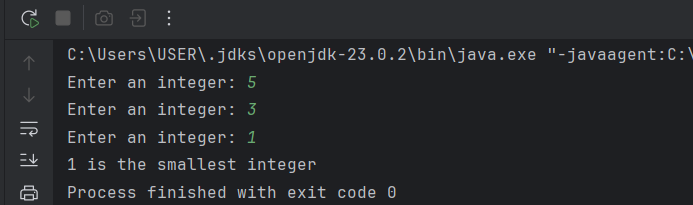 C:\Users\USER\.jdks\openjdk-23.0.2\bin\java.exe "-javaagent:C:\
Enter an integer: 5
Enter an integer: 3
Enter an integer: 1
1 is the smallest integer
Process finished with exit code 0